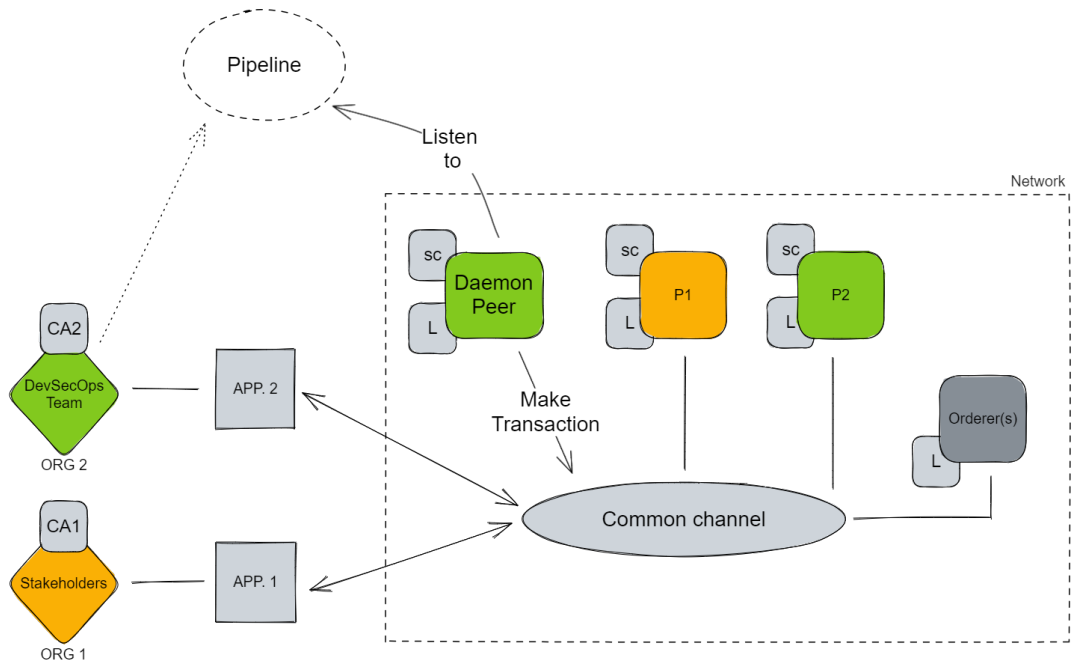 Pipeline
Listen
to
Network
sc
Daemon
Peer
L
sc
P1
L
sc
P2
L
CA2
DevSecOps
Team
ORG 2
APP. 2
Make
Transaction
Orderer(s)
L
CA1
Stakeholders
ORG 1
APP. 1
Common channel